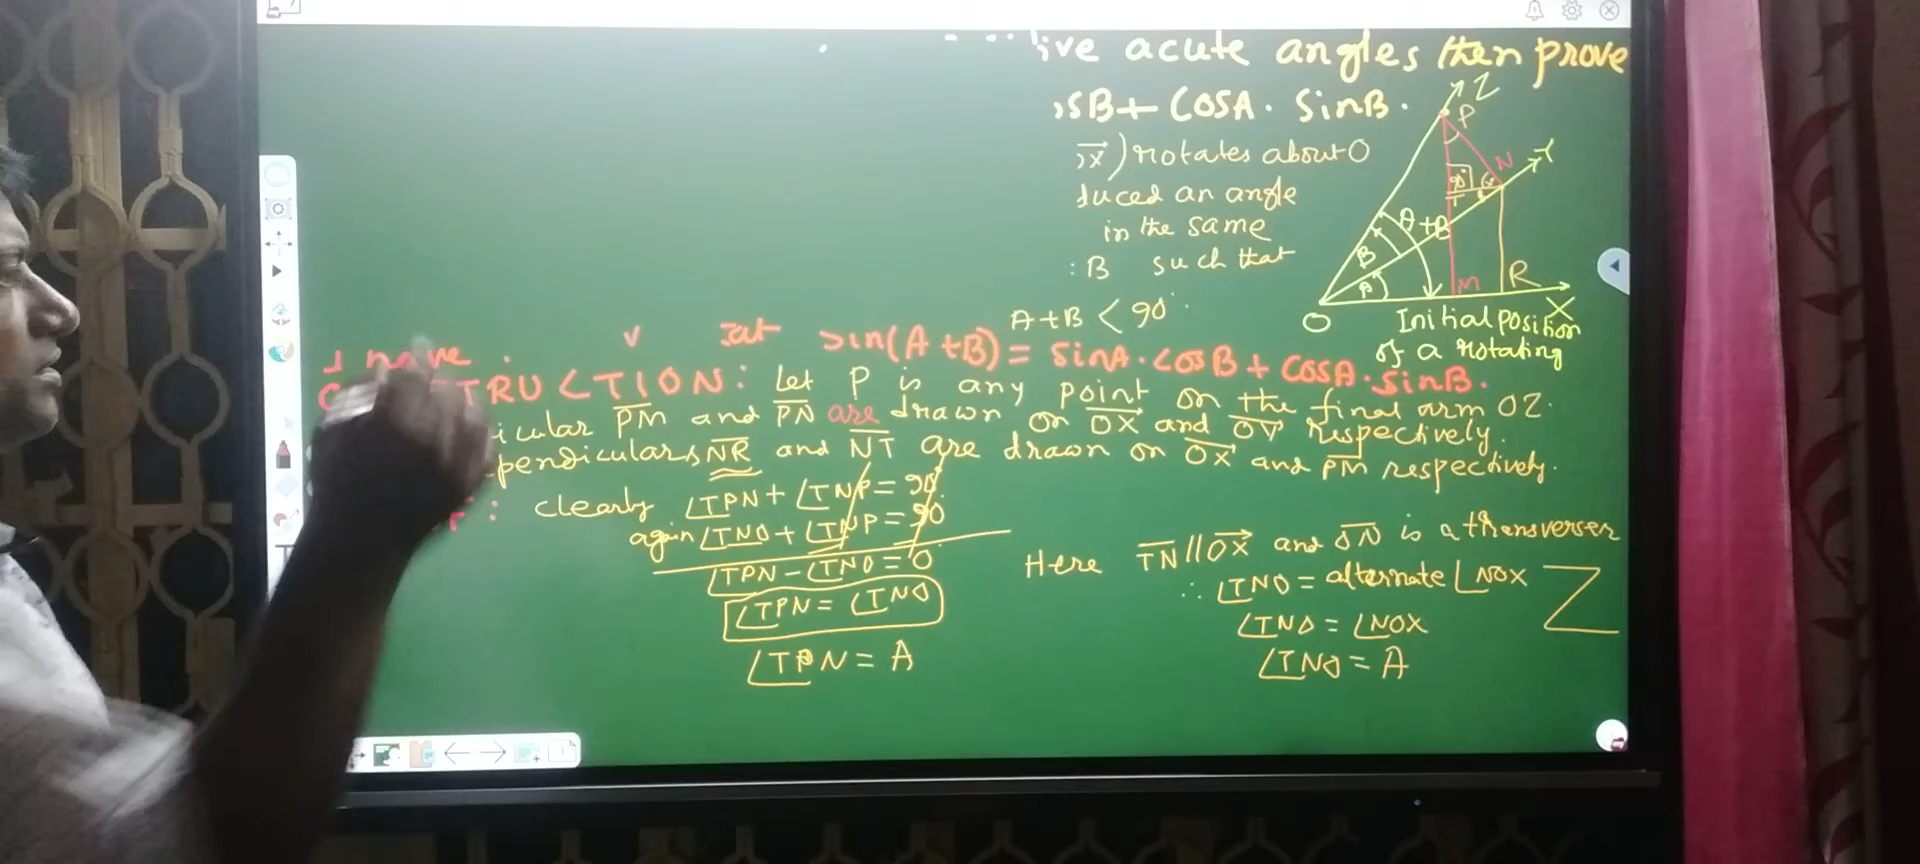 ive acute angles then prove
sB + COSA · SinB ·
x) rotates about O
duced an angle
in the same
: B such that
A + B < 90°
Z
P
N
Y
90°
T
A + B
B
A
M
R
X
O
Initial position
of a rotating
sin(A + B) = sinA · cosB + cosA · sinB ·
TRUCTION : Let P is any point on the final arm OZ ·
icular PM and PN are drawn on OX and OY respectively ·
pendiculars NR and NT are drawn on OX and PM respectively ·
: clearly ∠TPN + ∠TNP = 90°
again ∠TNO + ∠TNP = 90
∠TPN - ∠TNO = 0
∠TPN = ∠TNO
∠TPN = A
Here TN // OX and ON is a transverser
∴ ∠TNO = alternate ∠NOX
∠TNO = ∠NOX
∠TNO = A
Z